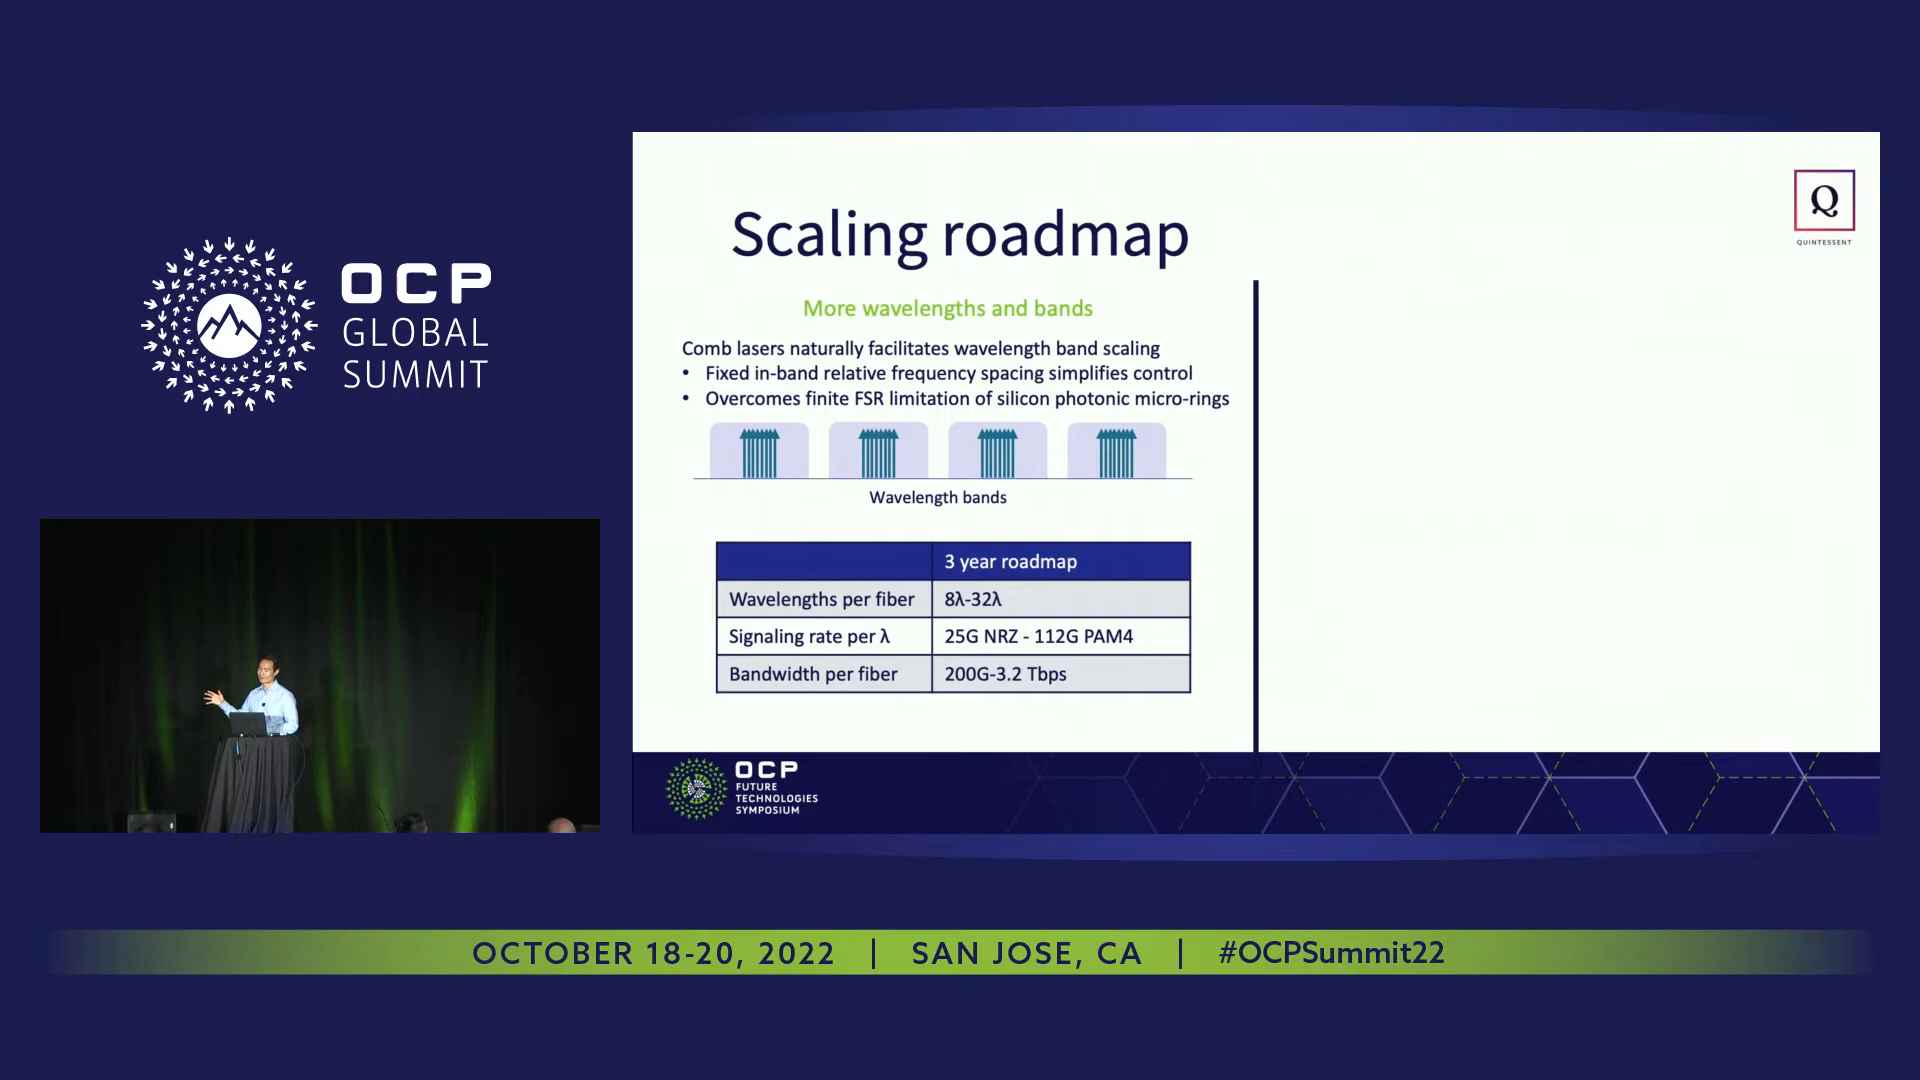 OCP
GLOBAL
SUMMIT
Scaling roadmap
Q
QUINTESSENT
More wavelengths and bands
Comb lasers naturally facilitates wavelength band scaling
• Fixed in-band relative frequency spacing simplifies control
• Overcomes finite FSR limitation of silicon photonic micro-rings
Wavelength bands
3 year roadmap
Wavelengths per fiber 8λ-32λ
Signaling rate per λ 25G NRZ - 112G PAM4
Bandwidth per fiber 200G-3.2 Tbps
OCP
FUTURE
TECHNOLOGIES
SYMPOSIUM
OCTOBER 18-20, 2022 | SAN JOSE, CA | #OCPSummit22